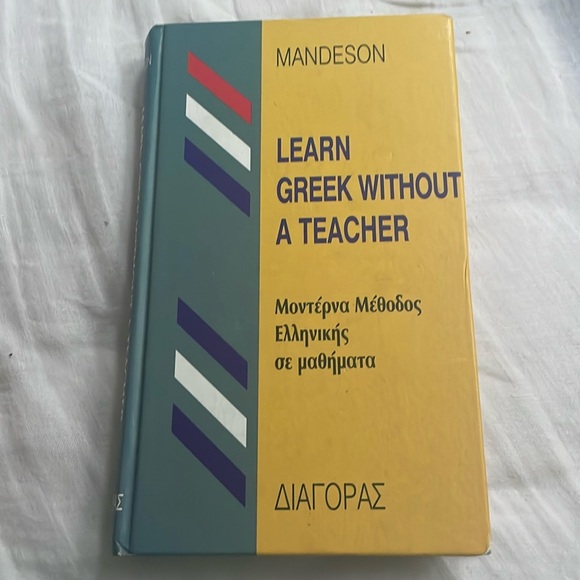 MANDESON
LEARN
GREEK WITHOUT
A TEACHER
Μοντέρνα Μέθοδος
Ελληνικής
σε μαθήματα
ΔΙΑΓΟΡΑΣ